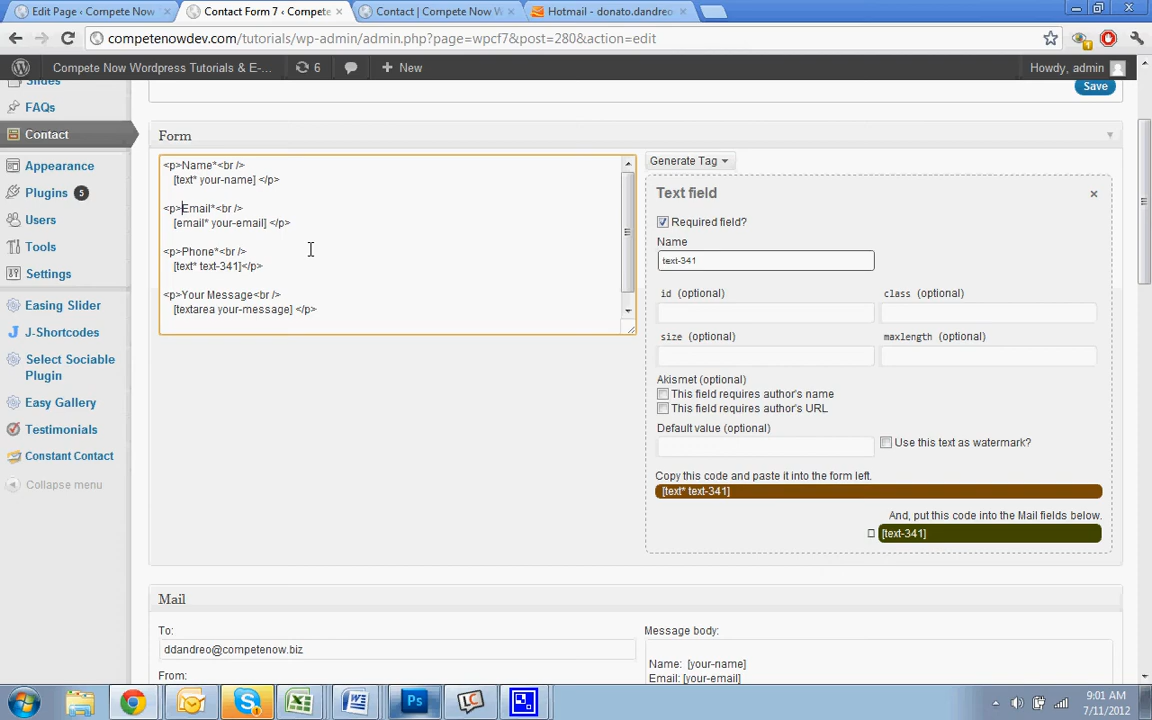 Edit Page ‹ Compete Now
Contact Form 7 ‹ Compete
Contact | Compete Now W
Hotmail - donato.dandreo
competenowdev.com/tutorials/wp-admin/admin.php?page=wpcf7&post=280&action=edit
1
Compete Now Wordpress Tutorials & E-...
6
New
Howdy, admin
Slides
FAQs
Contact
Appearance
Plugins 5
Users
Tools
Settings
Easing Slider
J-Shortcodes
Select Sociable
Plugin
Easy Gallery
Testimonials
Constant Contact
Collapse menu
Save
Form
<p>Name*<br />
[text* your-name] </p>
<p>Email*<br />
[email* your-email] </p>
<p>Phone*<br />
[text* text-341]</p>
<p>Your Message<br />
[textarea your-message] </p>
Generate Tag
Text field
×
Required field?
Name
text-341
id (optional)
class (optional)
size (optional)
maxlength (optional)
Akismet (optional)
This field requires author's name
This field requires author's URL
Default value (optional)
Use this text as watermark?
Copy this code and paste it into the form left.
[text* text-341]
And, put this code into the Mail fields below.
[text-341]
Mail
To:
ddandreo@competenow.biz
From:
Message body:
Name: [your-name]
Email: [your-email]
Ps
LC
9:01 AM
7/11/2012